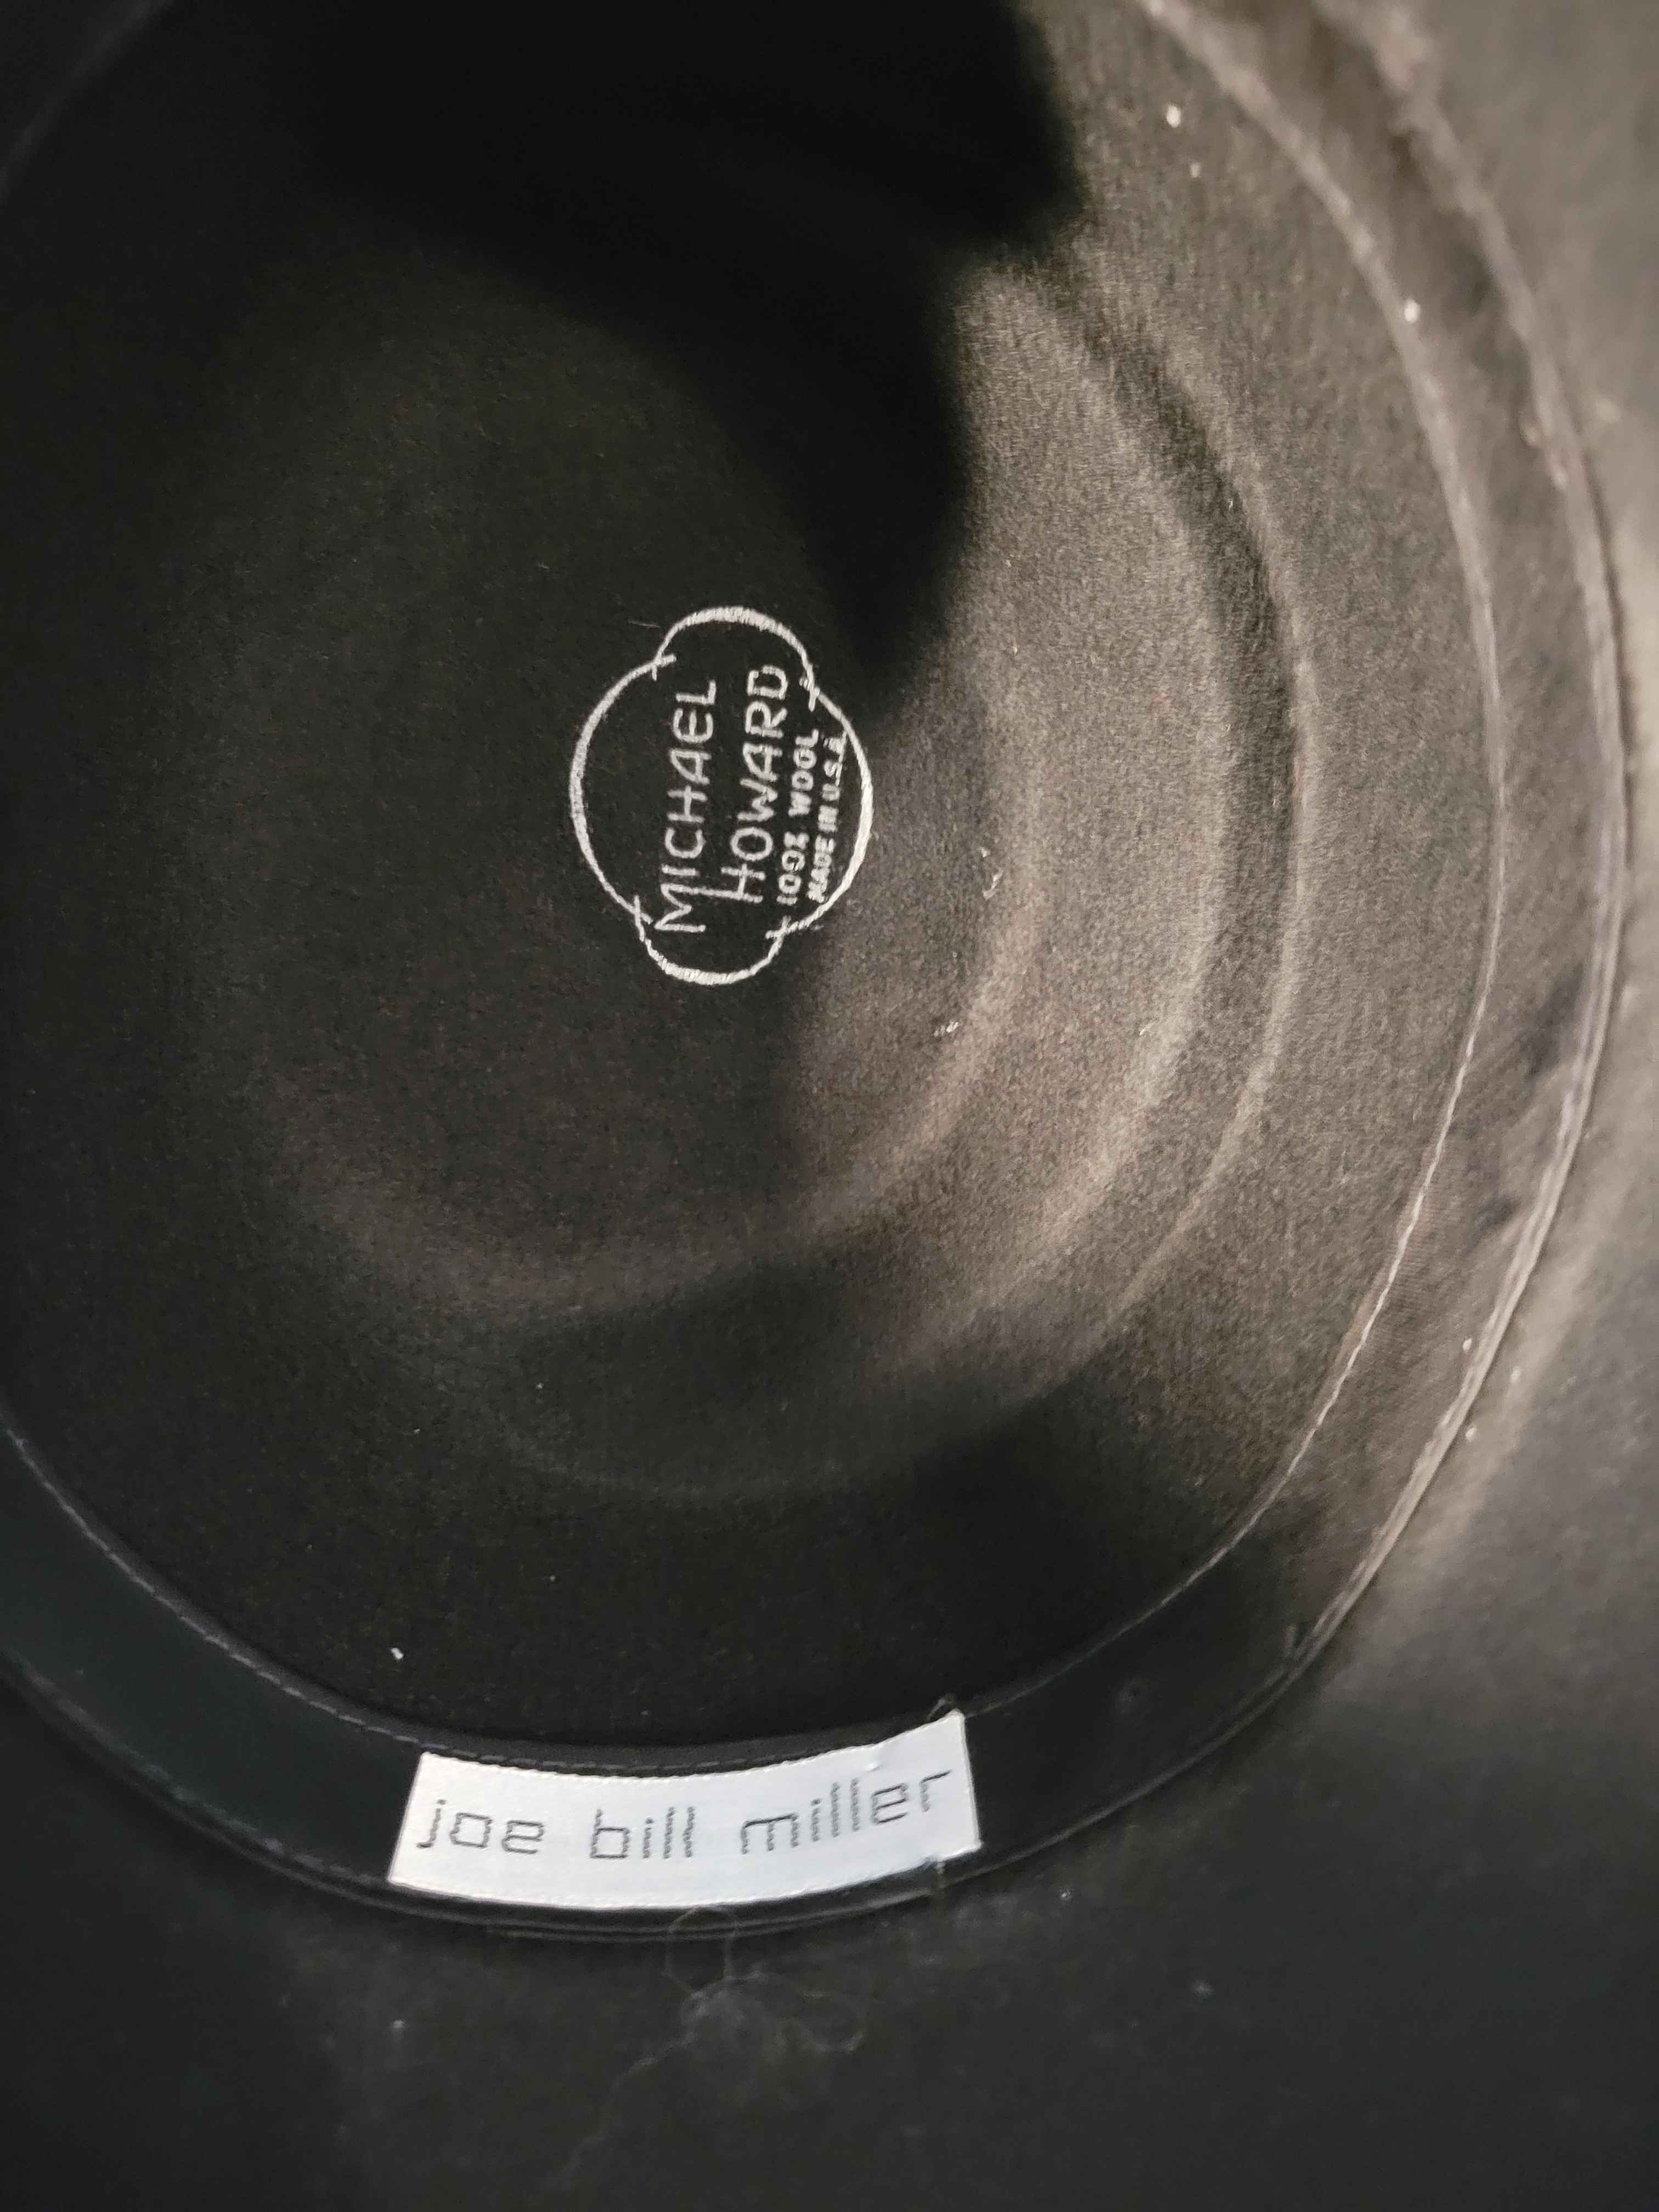 MICHAEL
HOWARD
100% WOOL
MADE IN U.S.A
Joe Bill Miller